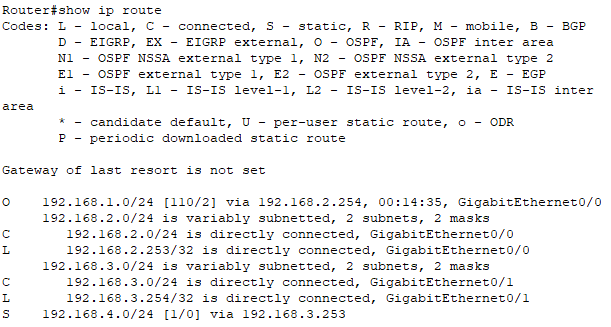 Router#show ip route
Codes: L - local, C - connected, S - static, R - RIP, M - mobile, B - BGP
D - EIGRP, EX - EIGRP external, O - OSPF, IA - OSPF inter area
N1 - OSPF NSSA external type 1, N2 - OSPF NSSA external type 2
E1 - OSPF external type 1, E2 - OSPF external type 2, E - EGP
i - IS-IS, L1 - IS-IS level-1, L2 - IS-IS level-2, ia - IS-IS inter
area
* - candidate default, U - per-user static route, o - ODR
P - periodic downloaded static route
Gateway of last resort is not set
O 192.168.1.0/24 [110/2] via 192.168.2.254, 00:14:35, GigabitEthernet0/0
192.168.2.0/24 is variably subnetted, 2 subnets, 2 masks
C 192.168.2.0/24 is directly connected, GigabitEthernet0/0
L 192.168.2.253/32 is directly connected, GigabitEthernet0/0
192.168.3.0/24 is variably subnetted, 2 subnets, 2 masks
C 192.168.3.0/24 is directly connected, GigabitEthernet0/1
L 192.168.3.254/32 is directly connected, GigabitEthernet0/1
S 192.168.4.0/24 [1/0] via 192.168.3.253